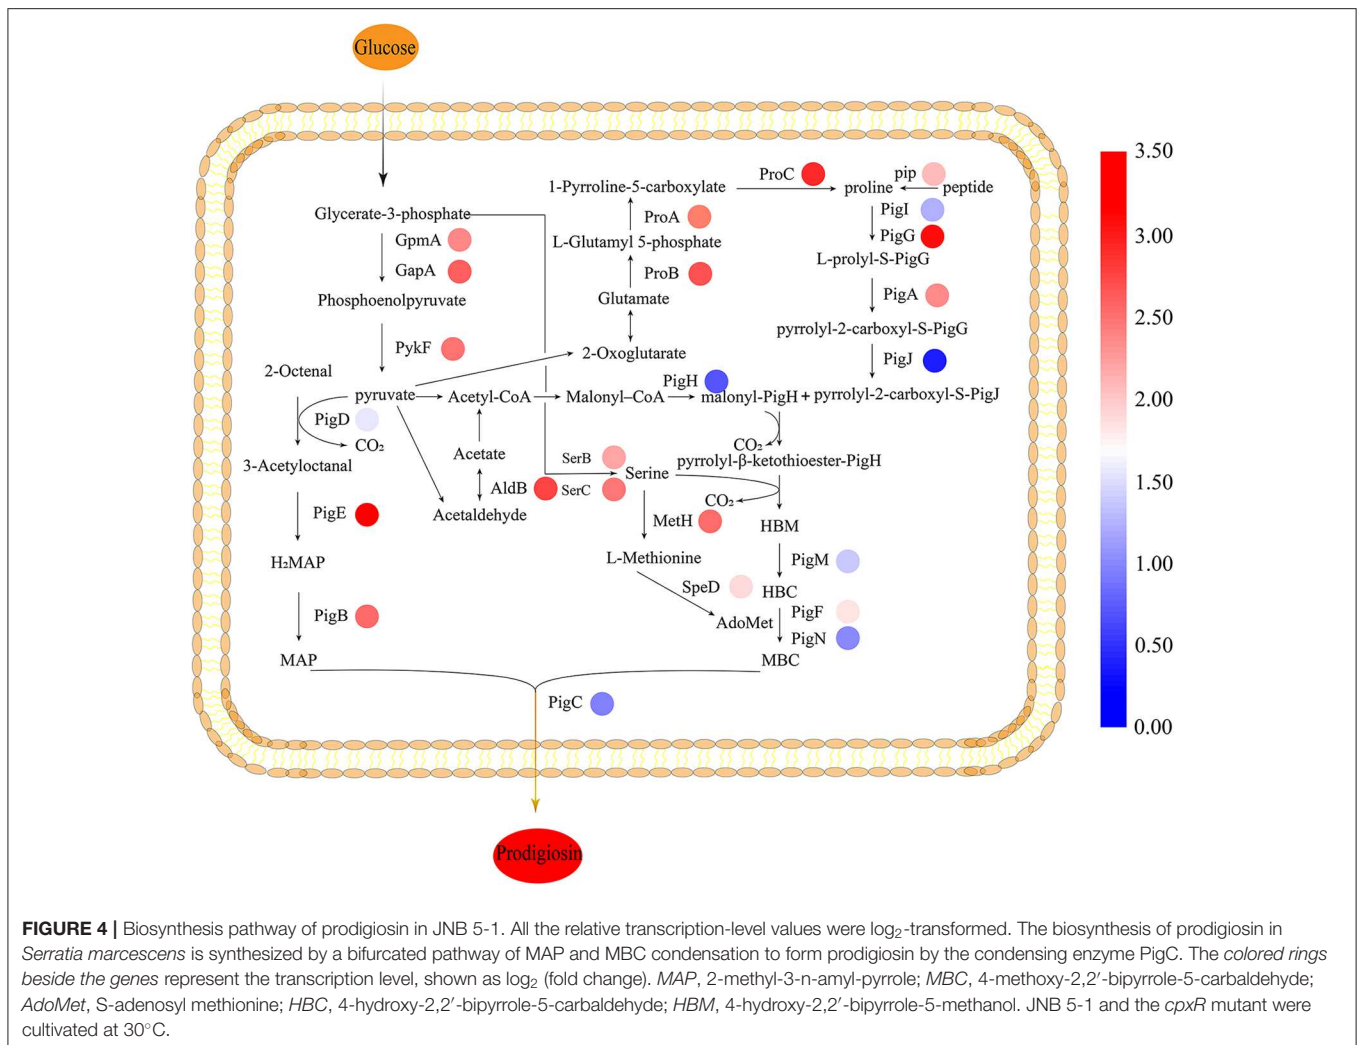 Glucose
Glycerate-3-phosphate
GpmA
GapA
Phosphoenolpyruvate
PykF
2-Octenal
pyruvate
PigD
CO₂
3-Acetyloctanal
PigE
H₂MAP
PigB
MAP
1-Pyrroline-5-carboxylate
ProC
proline
pip
peptide
ProA
L-Glutamyl 5-phosphate
ProB
Glutamate
2-Oxoglutarate
PigI
PigG
L-prolyl-S-PigG
PigA
pyrrolyl-2-carboxyl-S-PigG
PigJ
PigH
Acetyl-CoA
Malonyl–CoA
malonyl-PigH + pyrrolyl-2-carboxyl-S-PigJ
CO₂
pyrrolyl-β-ketothioester-PigH
Acetate
AldB
Acetaldehyde
SerB
SerC
Serine
CO₂
MetH
HBM
L-Methionine
PigM
SpeD
HBC
PigF
AdoMet
PigN
MBC
PigC
Prodigiosin
3.50
3.00
2.50
2.00
1.50
1.00
0.50
0.00
FIGURE 4 | Biosynthesis pathway of prodigiosin in JNB 5-1. All the relative transcription-level values were log₂-transformed. The biosynthesis of prodigiosin in
Serratia marcescens is synthesized by a bifurcated pathway of MAP and MBC condensation to form prodigiosin by the condensing enzyme PigC. The colored rings
beside the genes represent the transcription level, shown as log₂ (fold change). MAP, 2-methyl-3-n-amyl-pyrrole; MBC, 4-methoxy-2,2′-bipyrrole-5-carbaldehyde;
AdoMet, S-adenosyl methionine; HBC, 4-hydroxy-2,2′-bipyrrole-5-carbaldehyde; HBM, 4-hydroxy-2,2′-bipyrrole-5-methanol. JNB 5-1 and the cpxR mutant were
cultivated at 30°C.